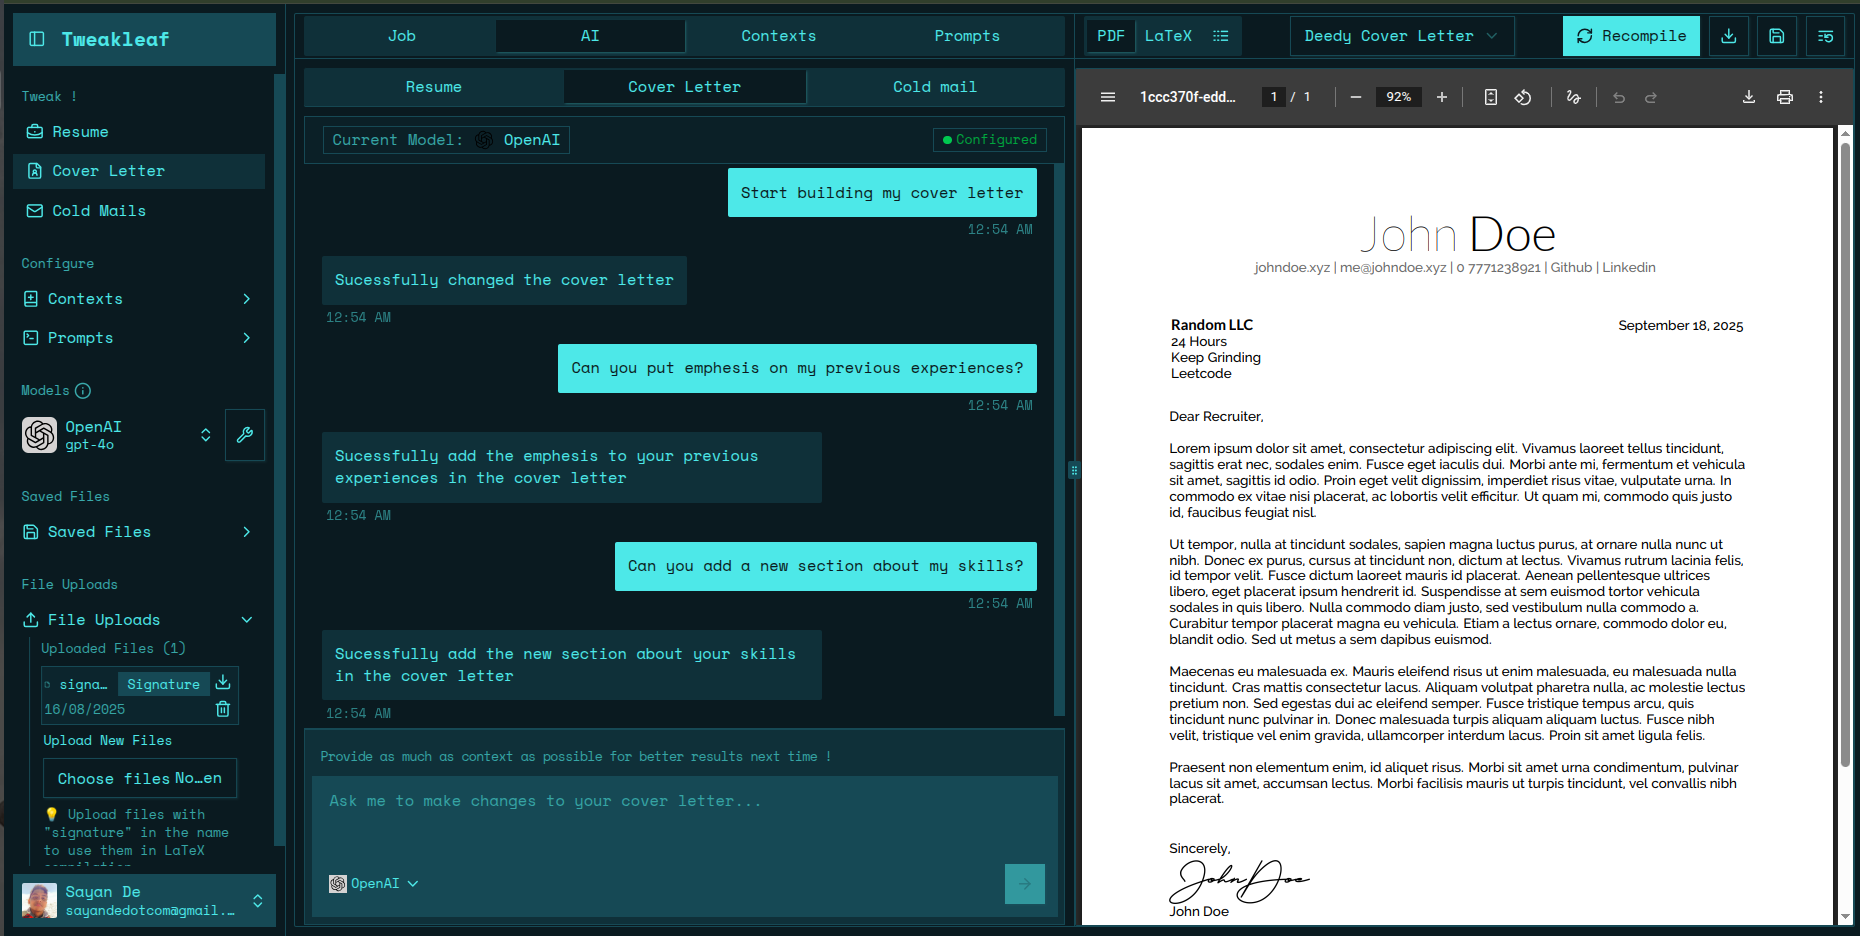 Tweakleaf
Tweak !
Resume
Cover Letter
Cold Mails
Configure
Contexts
Prompts
Models
OpenAI
gpt-4o
Saved Files
Saved Files
File Uploads
File Uploads
Uploaded Files (1)
signa… Signature
16/08/2025
Upload New Files
Choose files No…en
💡 Upload files with
"signature" in the name
to use them in LaTeX
compilation
Sayan De
sayandedotcom@gmail.…
Job AI Contexts Prompts
Resume Cover Letter Cold mail
Current Model: OpenAI Configured
Start building my cover letter
12:54 AM
Sucessfully changed the cover letter
12:54 AM
Can you put emphesis on my previous experiences?
12:54 AM
Sucessfully add the emphesis to your previous
experiences in the cover letter
12:54 AM
Can you add a new section about my skills?
12:54 AM
Sucessfully add the new section about your skills
in the cover letter
12:54 AM
Provide as much as context as possible for better results next time !
Ask me to make changes to your cover letter...
OpenAI
PDF LaTeX Deedy Cover Letter Recompile
1ccc370f-edd… 1 / 1 92%
John Doe
johndoe.xyz | me@johndoe.xyz | 0 7771238921 | Github | Linkedin
Random LLC September 18, 2025
24 Hours
Keep Grinding
Leetcode
Dear Recruiter,
Lorem ipsum dolor sit amet, consectetur adipiscing elit. Vivamus laoreet tellus tincidunt,
sagittis erat nec, sodales enim. Fusce eget iaculis dui. Morbi ante mi, fermentum et vehicula
sit amet, sagittis id odio. Proin eget velit dignissim, imperdiet risus vitae, vulputate urna. In
commodo ex vitae nisi placerat, ac lobortis velit efficitur. Ut quam mi, commodo quis justo
id, faucibus feugiat nisl.
Ut tempor, nulla at tincidunt sodales, sapien magna luctus purus, at ornare nulla nunc ut
nibh. Donec ex purus, cursus at tincidunt non, dictum at lectus. Vivamus rutrum lacinia felis,
id tempor velit. Fusce dictum laoreet mauris id placerat. Aenean pellentesque ultrices
libero, eget placerat ipsum hendrerit id. Suspendisse at sem euismod tortor vehicula
sodales in quis libero. Nulla commodo diam justo, sed vestibulum nulla commodo a.
Curabitur tempor placerat magna eu vehicula. Etiam a lectus ornare, commodo dolor eu,
blandit odio. Sed ut metus a sem dapibus euismod.
Maecenas eu malesuada ex. Mauris eleifend risus ut enim malesuada, eu malesuada nulla
tincidunt. Cras mattis consectetur lacus. Aliquam volutpat pharetra nulla, ac molestie lectus
pretium non. Sed egestas dui ac eleifend semper. Fusce tristique tempus arcu, quis
tincidunt nunc pulvinar in. Donec malesuada turpis aliquam aliquam luctus. Fusce nibh
velit, tristique vel enim gravida, ullamcorper interdum lacus. Proin sit amet ligula felis.
Praesent non elementum enim, id aliquet risus. Morbi sit amet urna condimentum, pulvinar
lacus sit amet, accumsan lectus. Morbi facilisis mauris ut turpis tincidunt, vel convallis nibh
placerat.
Sincerely,
John Doe
John Doe